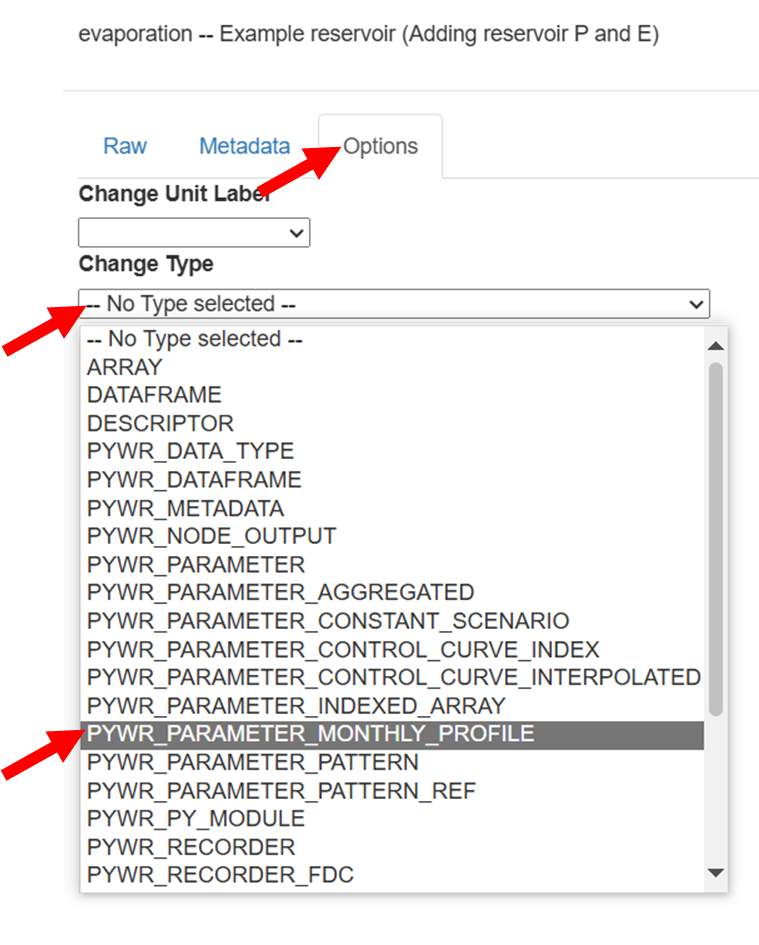 evaporation -- Example reservoir (Adding reservoir P and E)
Raw Metadata Options
Change Unit Label
Change Type
-- No Type selected --
-- No Type selected --
ARRAY
DATAFRAME
DESCRIPTOR
PYWR_DATA_TYPE
PYWR_DATAFRAME
PYWR_METADATA
PYWR_NODE_OUTPUT
PYWR_PARAMETER
PYWR_PARAMETER_AGGREGATED
PYWR_PARAMETER_CONSTANT_SCENARIO
PYWR_PARAMETER_CONTROL_CURVE_INDEX
PYWR_PARAMETER_CONTROL_CURVE_INTERPOLATED
PYWR_PARAMETER_INDEXED_ARRAY
PYWR_PARAMETER_MONTHLY_PROFILE
PYWR_PARAMETER_PATTERN
PYWR_PARAMETER_PATTERN_REF
PYWR_PY_MODULE
PYWR_RECORDER
PYWR_RECORDER_FDC